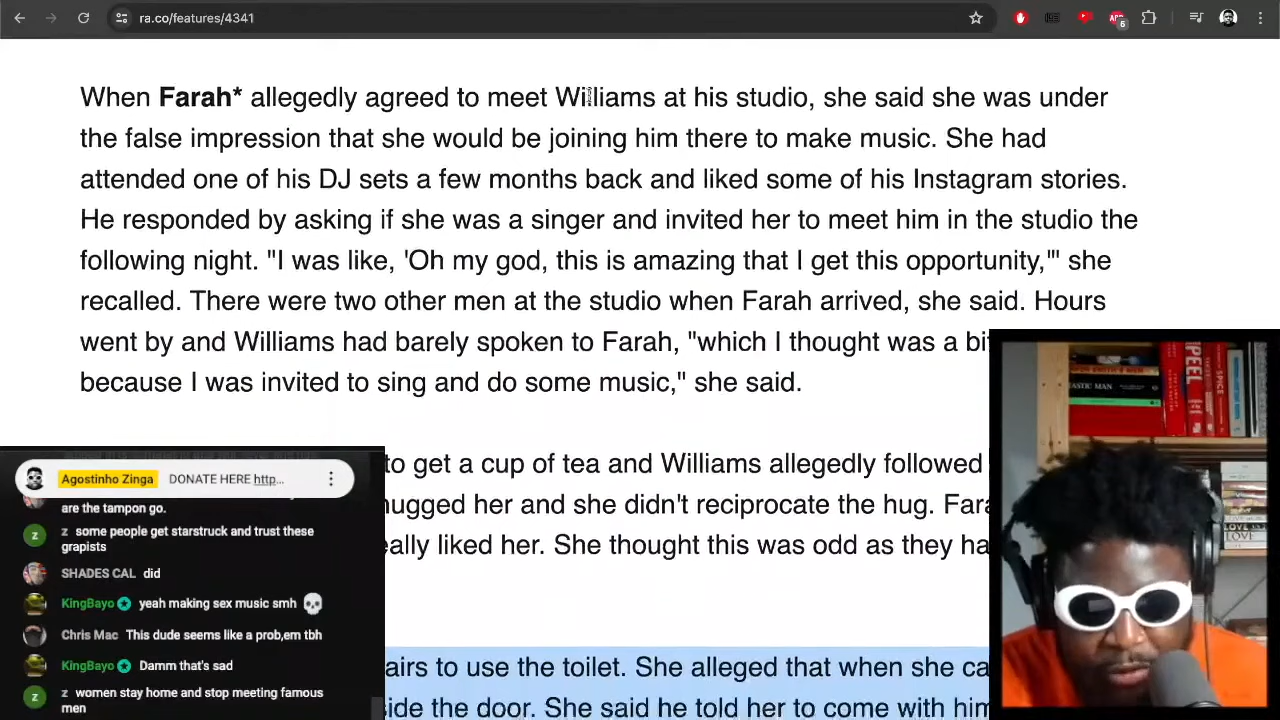 ra.co/features/4341
6
When Farah* allegedly agreed to meet Williams at his studio, she said she was under
the false impression that she would be joining him there to make music. She had
attended one of his DJ sets a few months back and liked some of his Instagram stories.
He responded by asking if she was a singer and invited her to meet him in the studio the
following night. "I was like, 'Oh my god, this is amazing that I get this opportunity,'" she
recalled. There were two other men at the studio when Farah arrived, she said. Hours
went by and Williams had barely spoken to Farah, "which I thought was a bit
because I was invited to sing and do some music," she said.
to get a cup of tea and Williams allegedly followed
hugged her and she didn't reciprocate the hug.
eally liked her. She thought this was odd as they
airs to use the toilet. She alleged that when she
side the door. She said he told her to come with him
Agostinho Zinga DONATE HERE http...
are the tampon go.
z some people get starstruck and trust these
grapists
SHADES CAL did
KingBayo yeah making sex music smh
Chris Mac This dude seems like a prob,em tbh
KingBayo Damm that's sad
z women stay home and stop meeting famous
men
PEEL
SPICE
LOVE